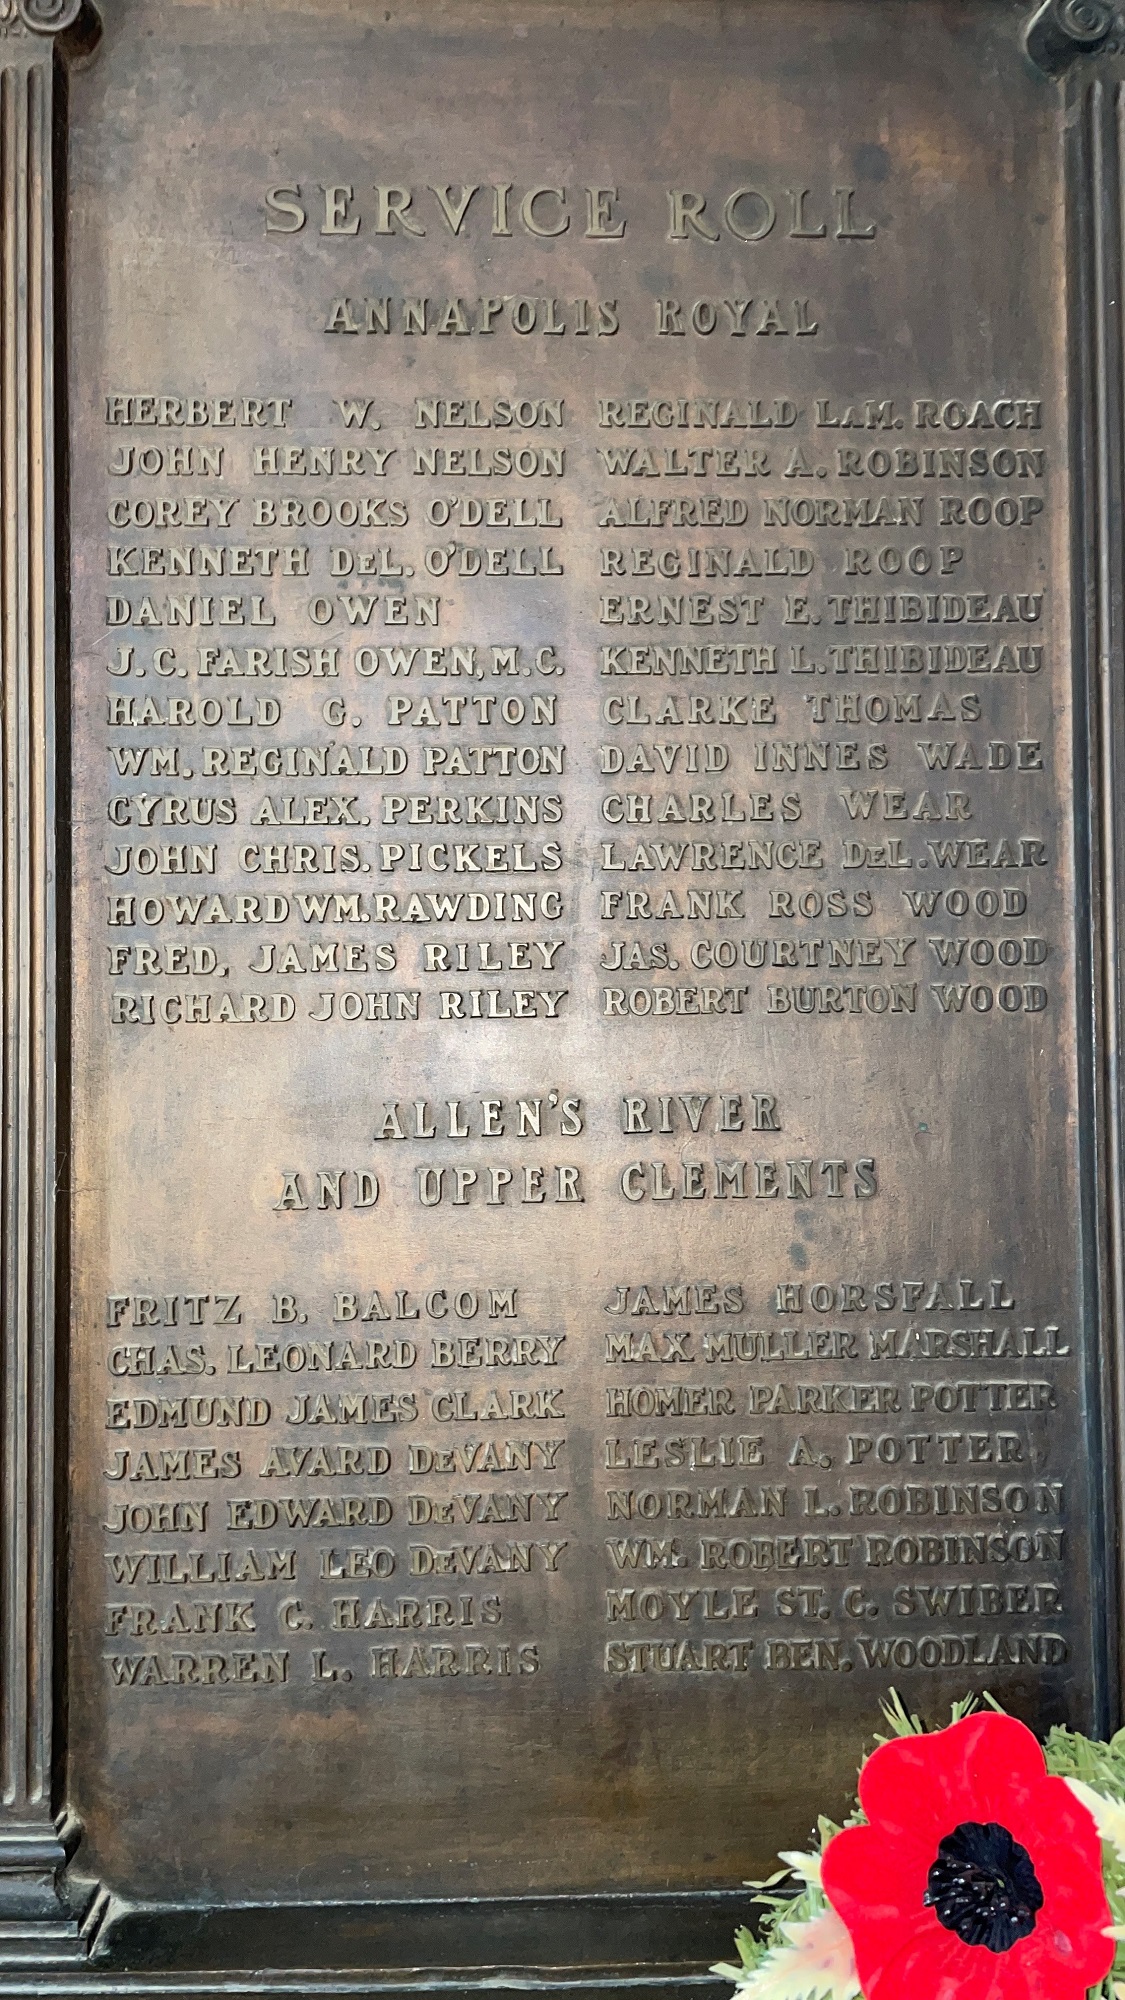 SERVICE ROLL
ANNAPOLIS ROYAL
HERBERT W. NELSON
JOHN HENRY NELSON
COREY BROOKS O'DELL
KENNETH DEL. O'DELL
DANIEL OWEN
J.C. FARISH OWEN, M.C.
HAROLD G. PATTON
WM. REGINALD PATTON
CYRUS ALEX. PERKINS
JOHN CHRIS. PICKELS
HOWARD WM. RAWDING
FRED. JAMES RILEY
RICHARD JOHN RILEY
REGINALD LAM. ROACH
WALTER A. ROBINSON
ALFRED NORMAN ROOP
REGINALD ROOP
ERNEST E. THIBIDEAU
KENNETH L. THIBIDEAU
CLARKE THOMAS
DAVID INNES WADE
CHARLES WEAR
LAWRENCE DEL. WEAR
FRANK ROSS WOOD
JAS. COURTNEY WOOD
ROBERT BURTON WOOD
ALLEN'S RIVER
AND UPPER CLEMENTS
FRITZ B. BALCOM
CHAS. LEONARD BERRY
EDMUND JAMES CLARK
JAMES AVARD DEVANY
JOHN EDWARD DEVANY
WILLIAM LEO DEVANY
FRANK C. HARRIS
WARREN L. HARRIS
JAMES HORSFALL
MAX MULLER MARSHALL
HOMER PARKER POTTER
LESLIE A. POTTER
NORMAN L. ROBINSON
WM. ROBERT ROBINSON
MOYLE ST. C. SWIBER
STUART BEN. WOODLAND